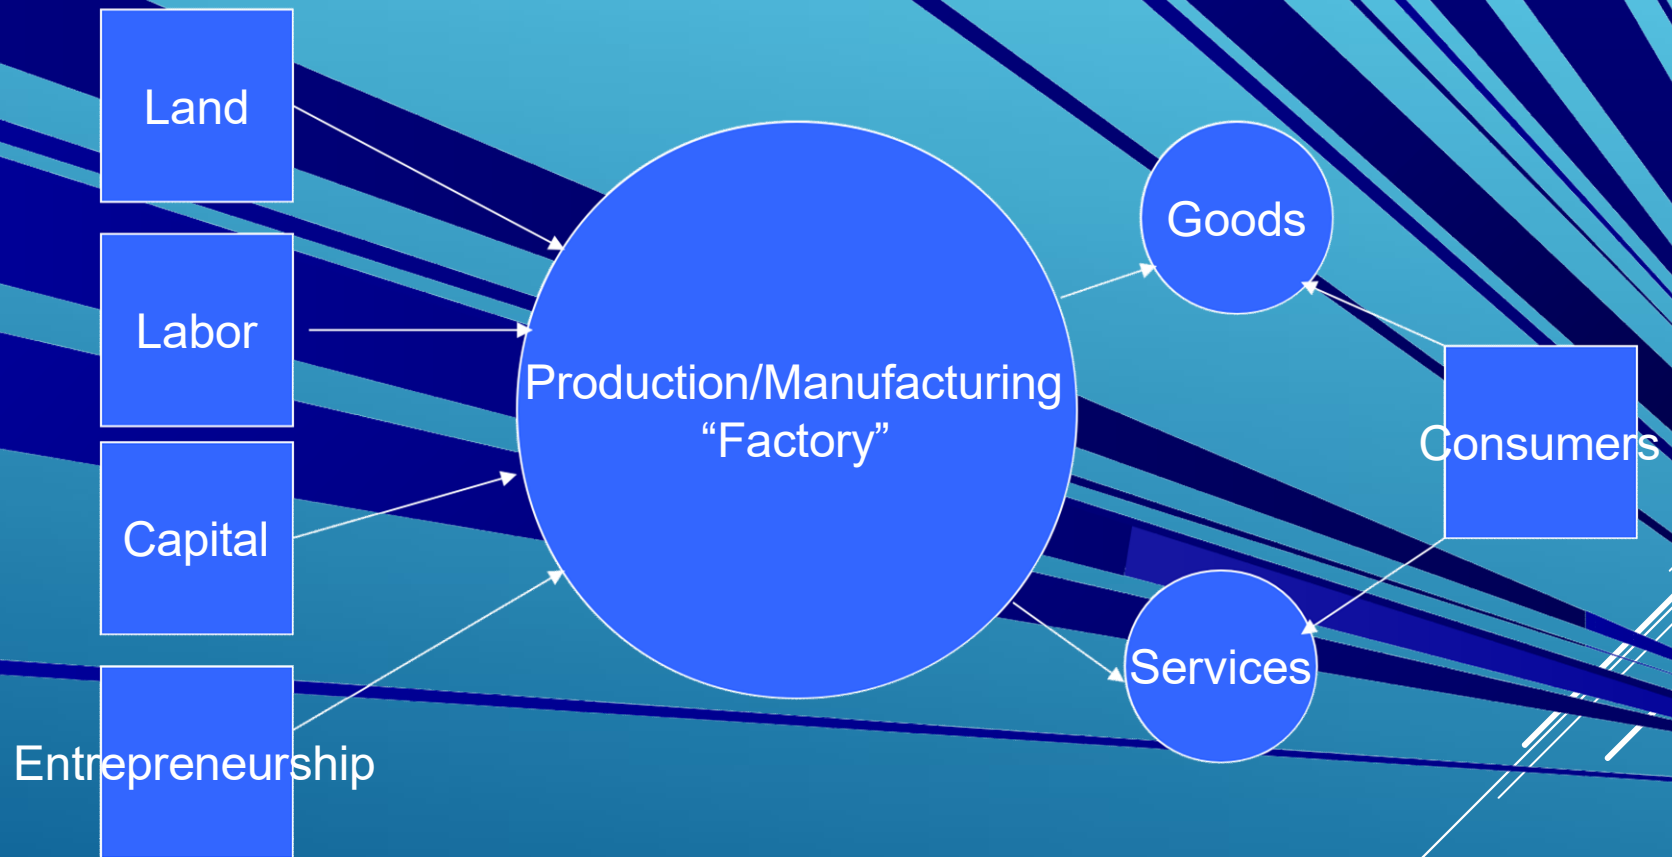 Land
Labor
Capital
Entrepreneurship
Production/Manufacturing
“Factory”
Goods
Services
Consumers